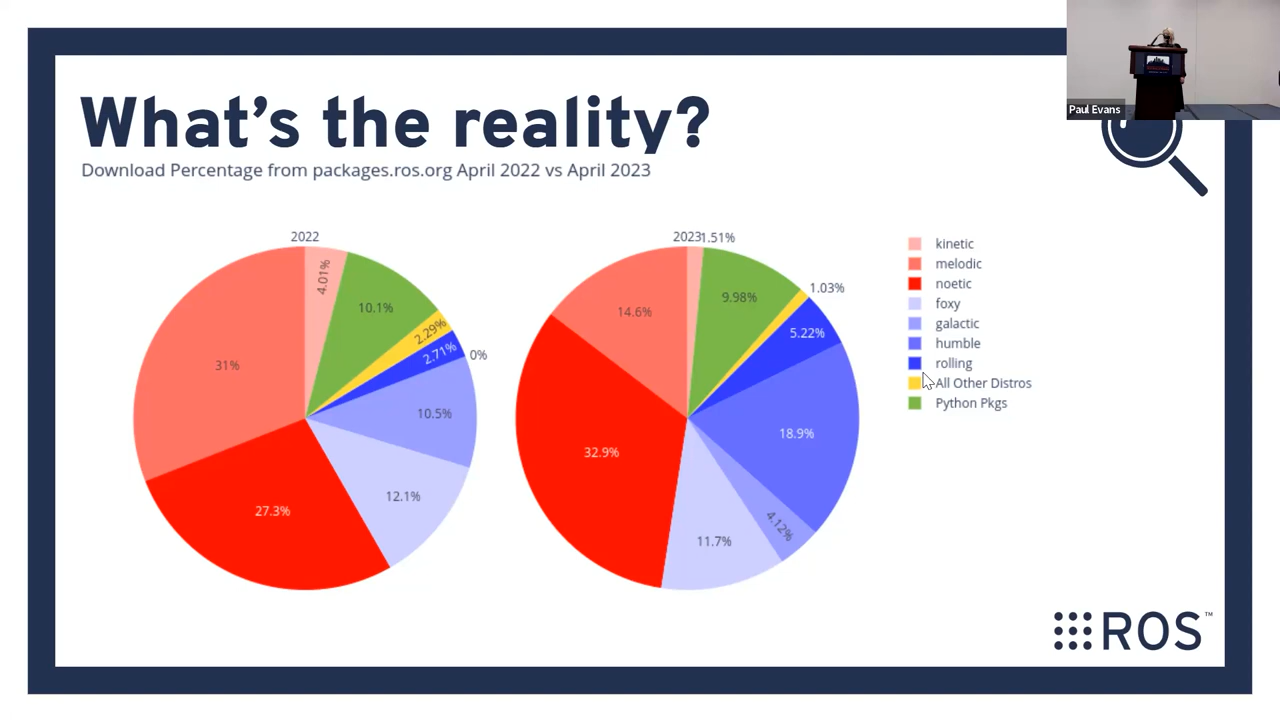 Paul Evans
What's the reality?
Download Percentage from packages.ros.org April 2022 vs April 2023
2022
4.01%
10.1%
2.29%
2.71%
0%
10.5%
12.1%
27.3%
31%
2023
1.51%
9.98%
1.03%
5.22%
18.9%
4.12%
11.7%
32.9%
14.6%
kinetic
melodic
noetic
foxy
galactic
humble
rolling
All Other Distros
Python Pkgs
ROS™